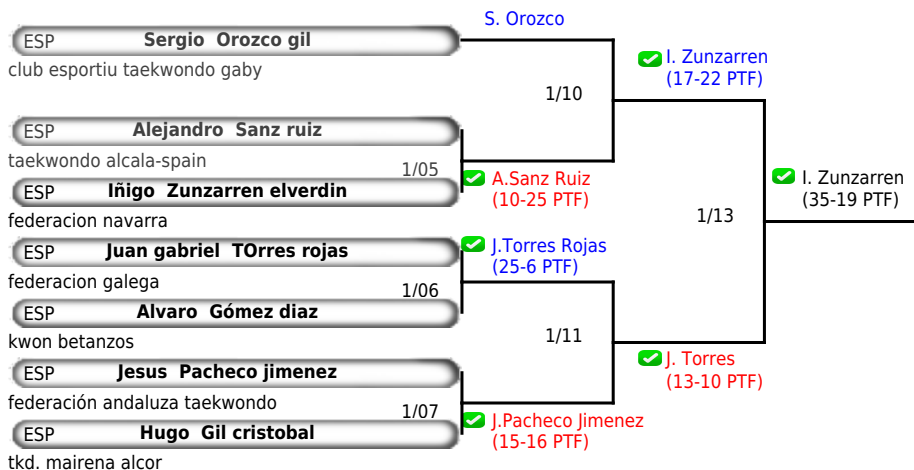 S. Orozco
ESP Sergio Orozco gil
club esportiu taekwondo gaby
I. Zunzarren
(17-22 PTF)
1/10
ESP Alejandro Sanz ruiz
taekwondo alcala-spain
1/05
ESP Iñigo Zunzarren elverdin
A.Sanz Ruiz
(10-25 PTF)
I. Zunzarren
(35-19 PTF)
federacion navarra
1/13
ESP Juan gabriel TOrres rojas
J.Torres Rojas
(25-6 PTF)
federacion galega
1/06
ESP Alvaro Gómez diaz
kwon betanzos
1/11
ESP Jesus Pacheco jimenez
J. Torres
(13-10 PTF)
federación andaluza taekwondo
1/07
ESP Hugo Gil cristobal
J.Pacheco Jimenez
(15-16 PTF)
tkd. mairena alcor